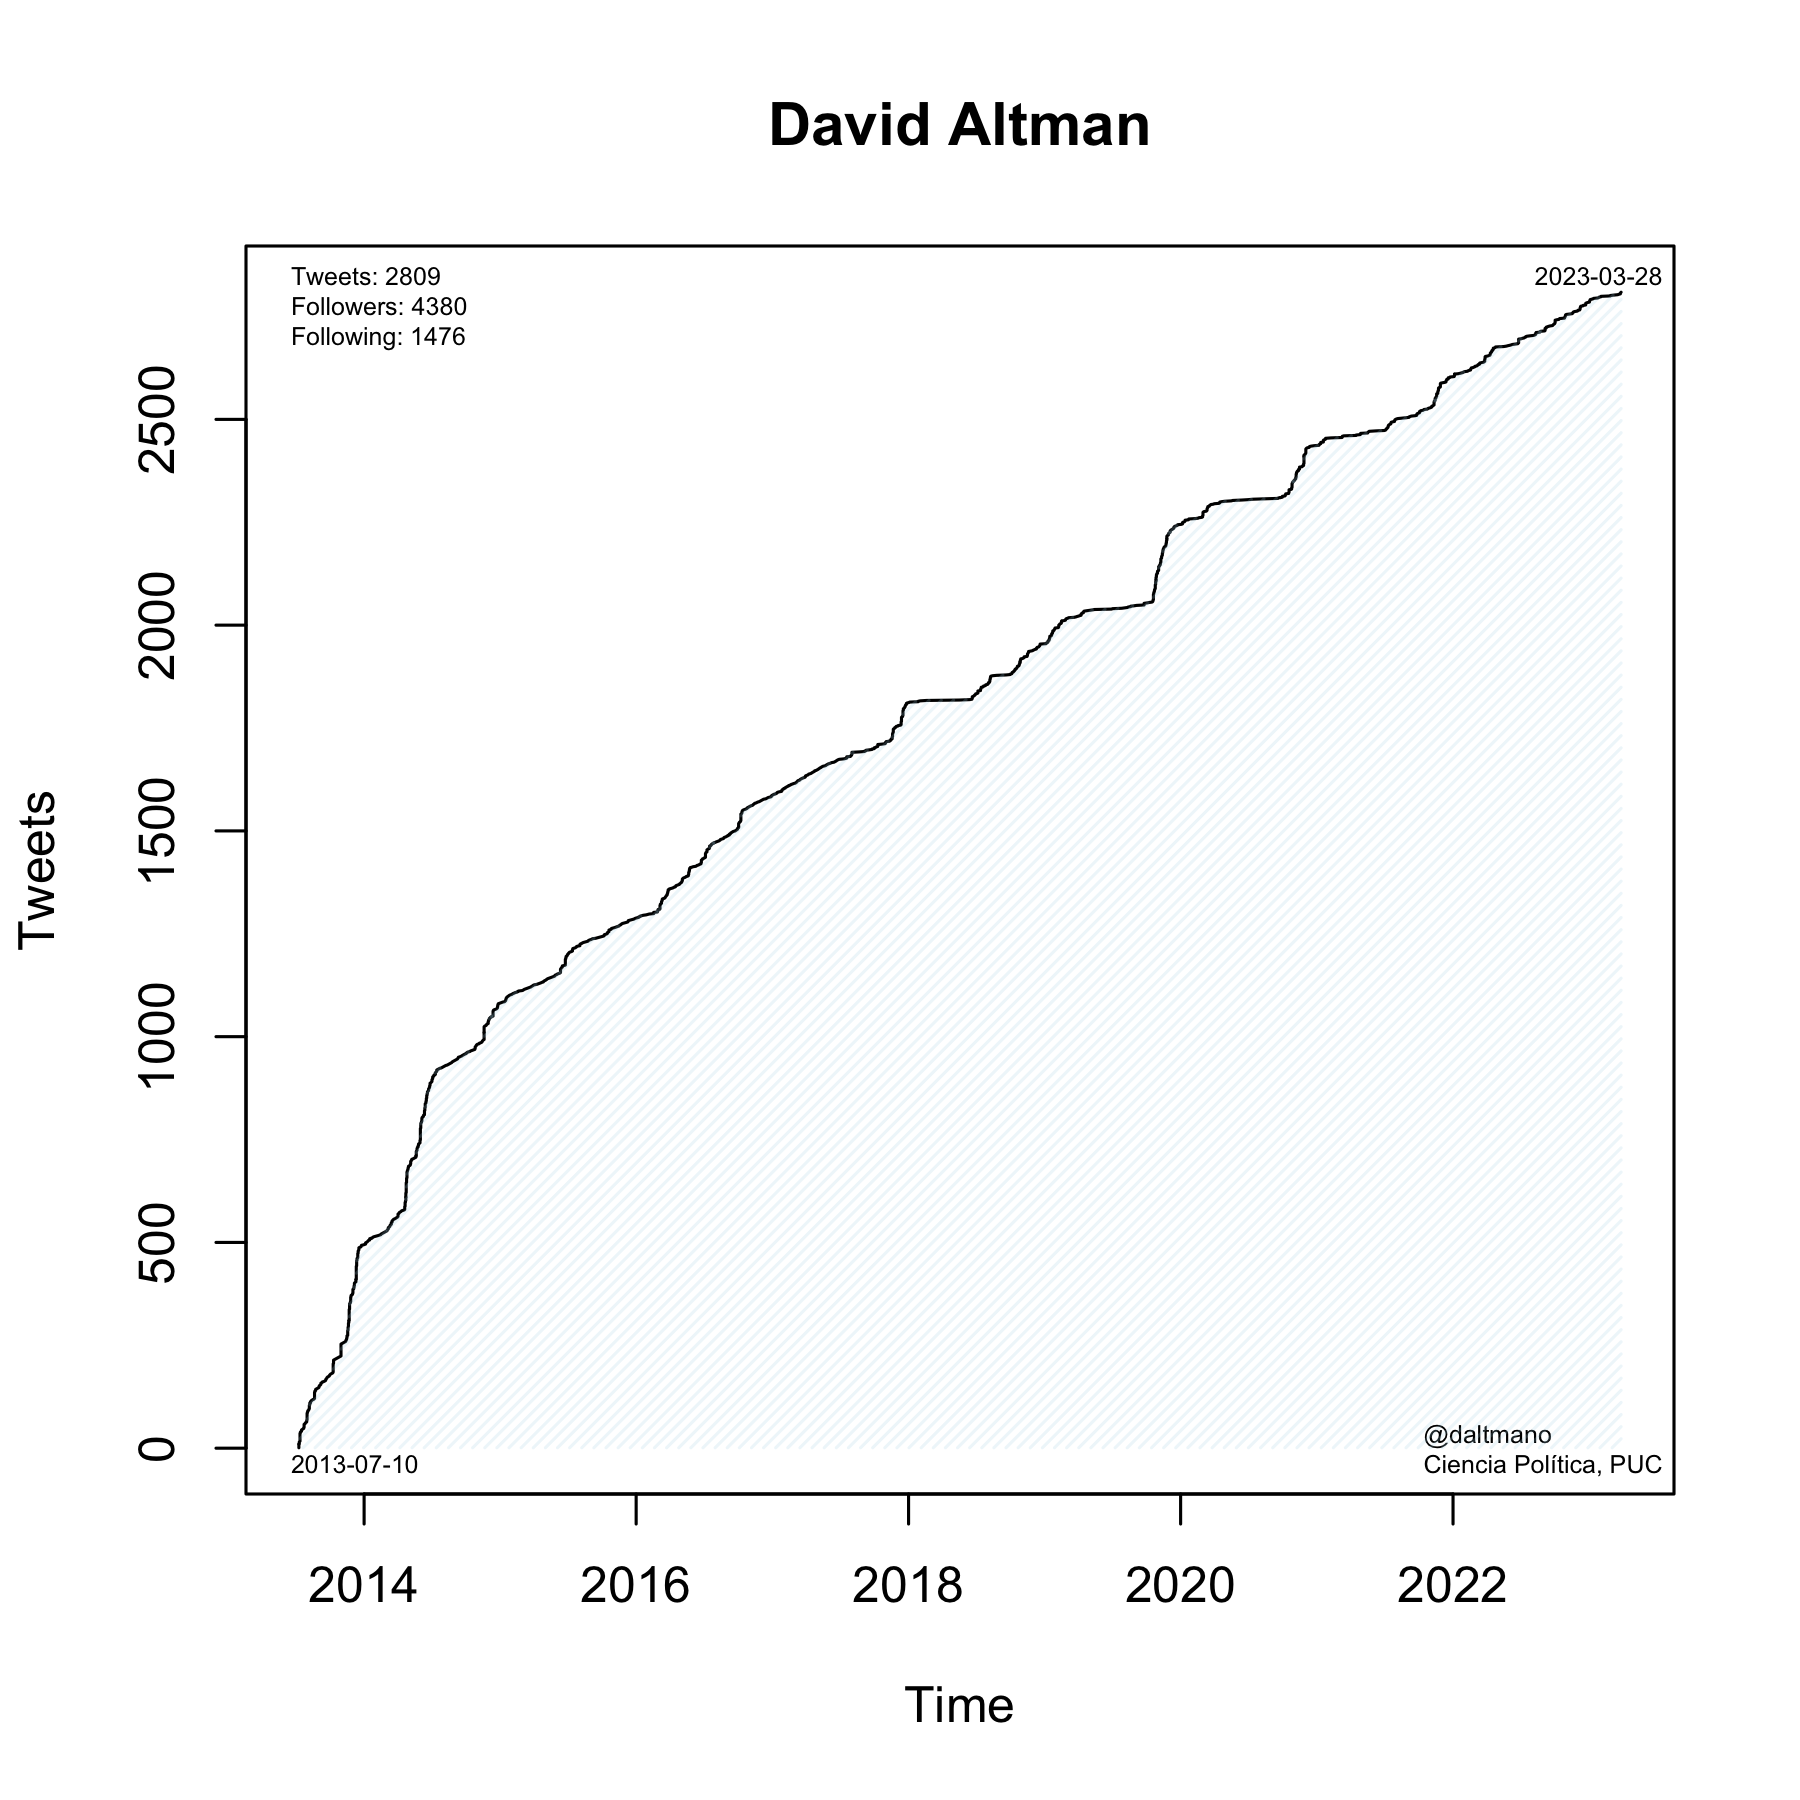 David Altman
Tweets: 2809
Followers: 4380
Following: 1476
2023-03-28
2500
2000
1500
1000
500
0
Tweets
2013-07-10
@daltmano
Ciencia Política, PUC
2014
2016
2018
2020
2022
Time